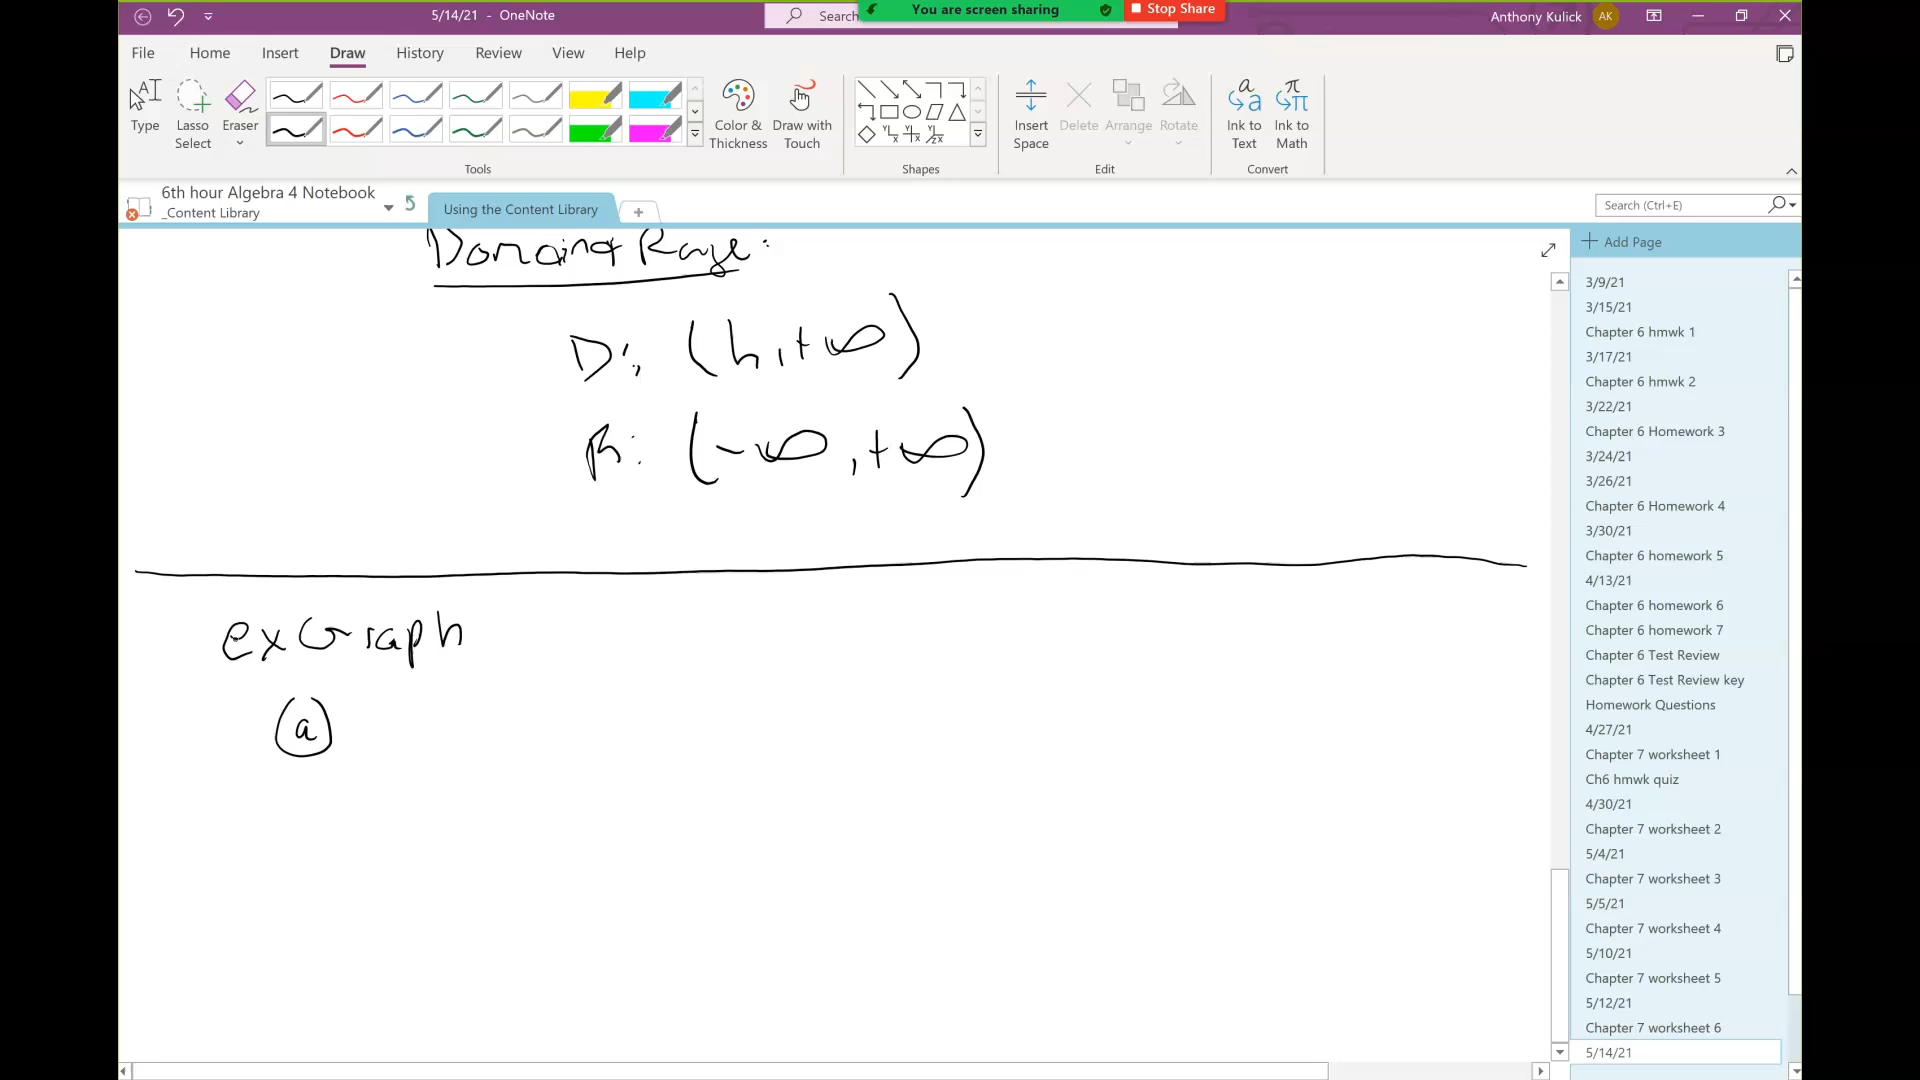 5/14/21 - OneNote
Search
You are screen sharing
Stop Share
Anthony Kulick
AK
File Home Insert Draw History Review View Help
Type
Lasso Select
Eraser
Color & Thickness
Draw with Touch
Insert Space
Delete
Arrange
Rotate
Ink to Text
Ink to Math
Tools
Shapes
Edit
Convert
6th hour Algebra 4 Notebook
_Content Library
Using the Content Library
Search (Ctrl+E)
Add Page
Domain + Range:
D: (h, +∞)
R: (-∞, +∞)
ex Graph
a
3/9/21
3/15/21
Chapter 6 hmwk 1
3/17/21
Chapter 6 hmwk 2
3/22/21
Chapter 6 Homework 3
3/24/21
3/26/21
Chapter 6 Homework 4
3/30/21
Chapter 6 homework 5
4/13/21
Chapter 6 homework 6
Chapter 6 homework 7
Chapter 6 Test Review
Chapter 6 Test Review key
Homework Questions
4/27/21
Chapter 7 worksheet 1
Ch6 hmwk quiz
4/30/21
Chapter 7 worksheet 2
5/4/21
Chapter 7 worksheet 3
5/5/21
Chapter 7 worksheet 4
5/10/21
Chapter 7 worksheet 5
5/12/21
Chapter 7 worksheet 6
5/14/21